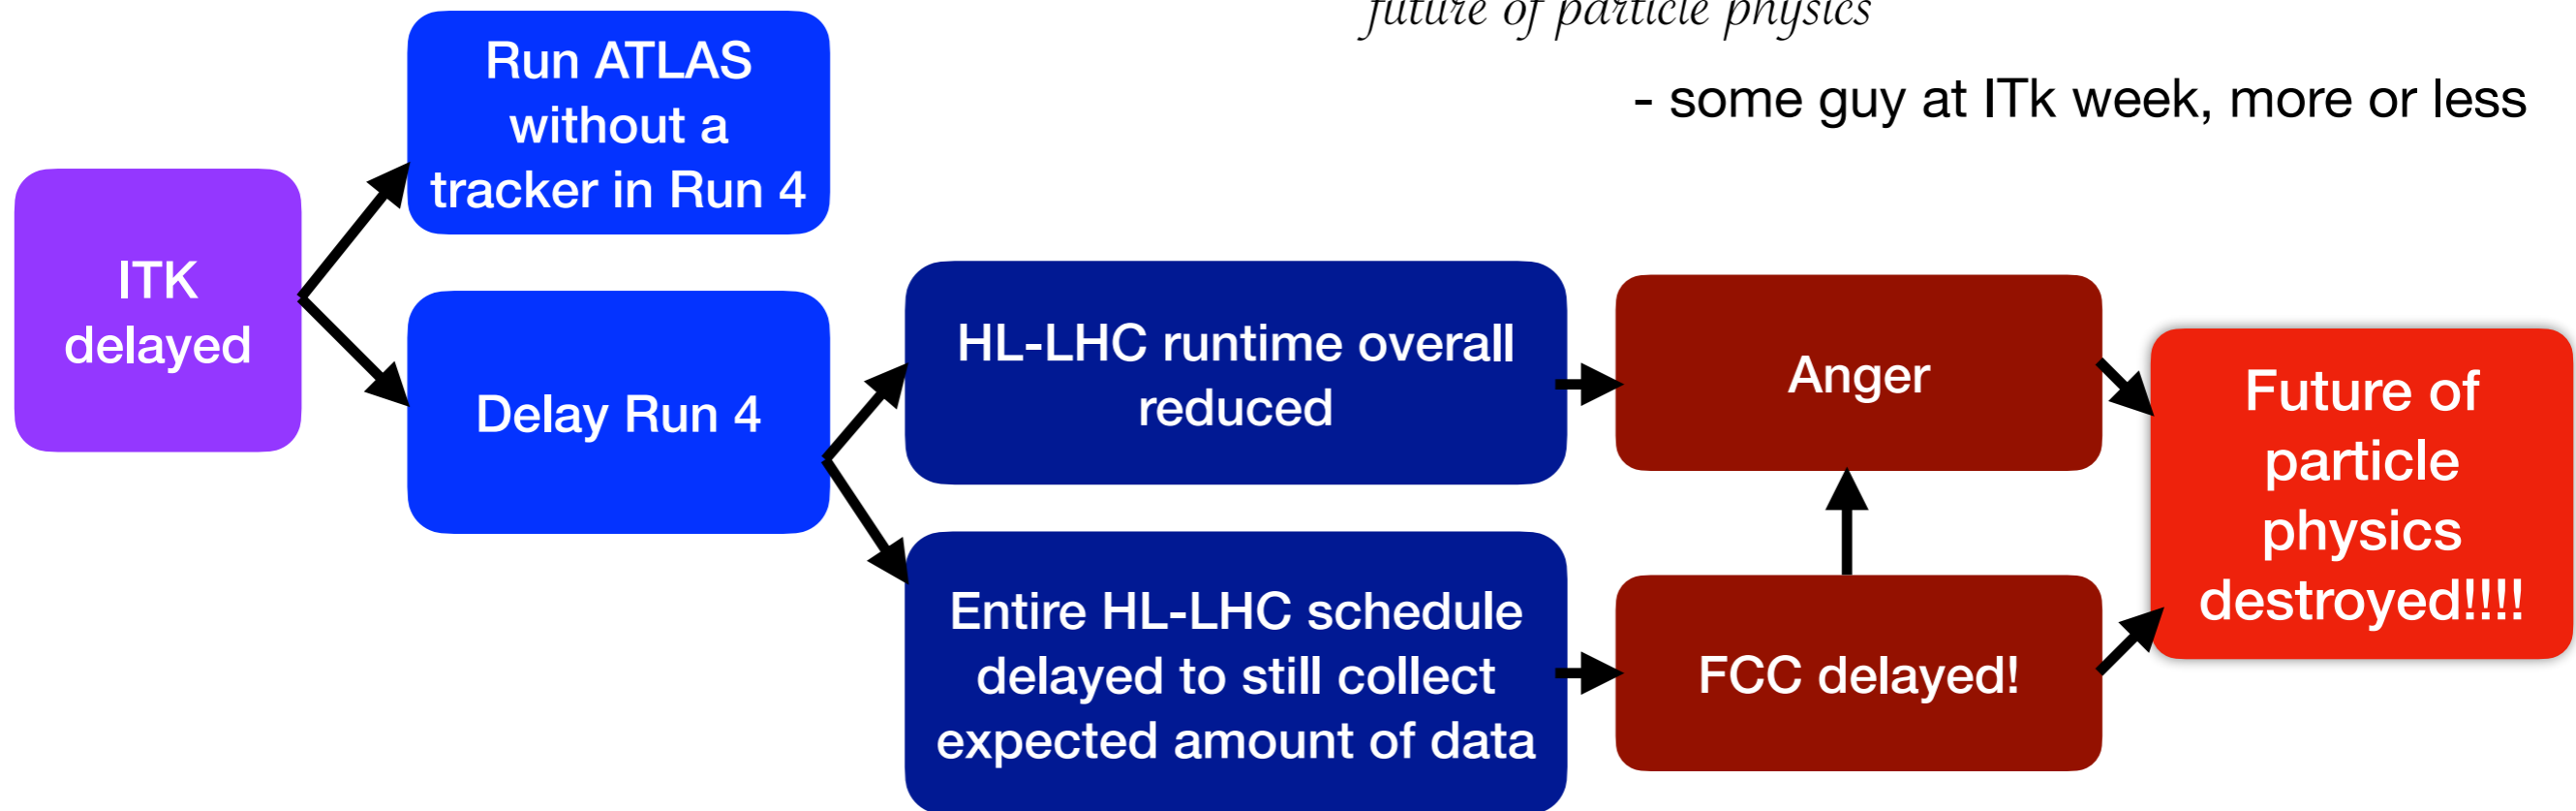 future of particle physics
- some guy at ITk week, more or less
Run ATLAS
without a
tracker in Run 4
ITK
delayed
Delay Run 4
HL-LHC runtime overall
reduced
Entire HL-LHC schedule
delayed to still collect
expected amount of data
Anger
FCC delayed!
Future of
particle
physics
destroyed!!!!